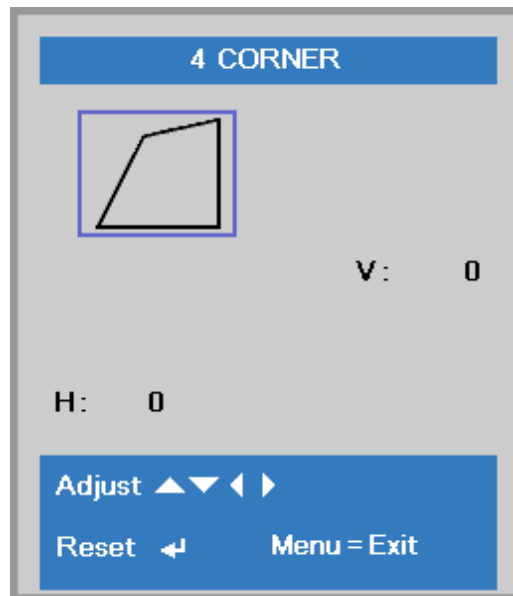 4 CORNER
V: 0
H: 0
Adjust ▲▼◀▶
Reset ↵ Menu = Exit